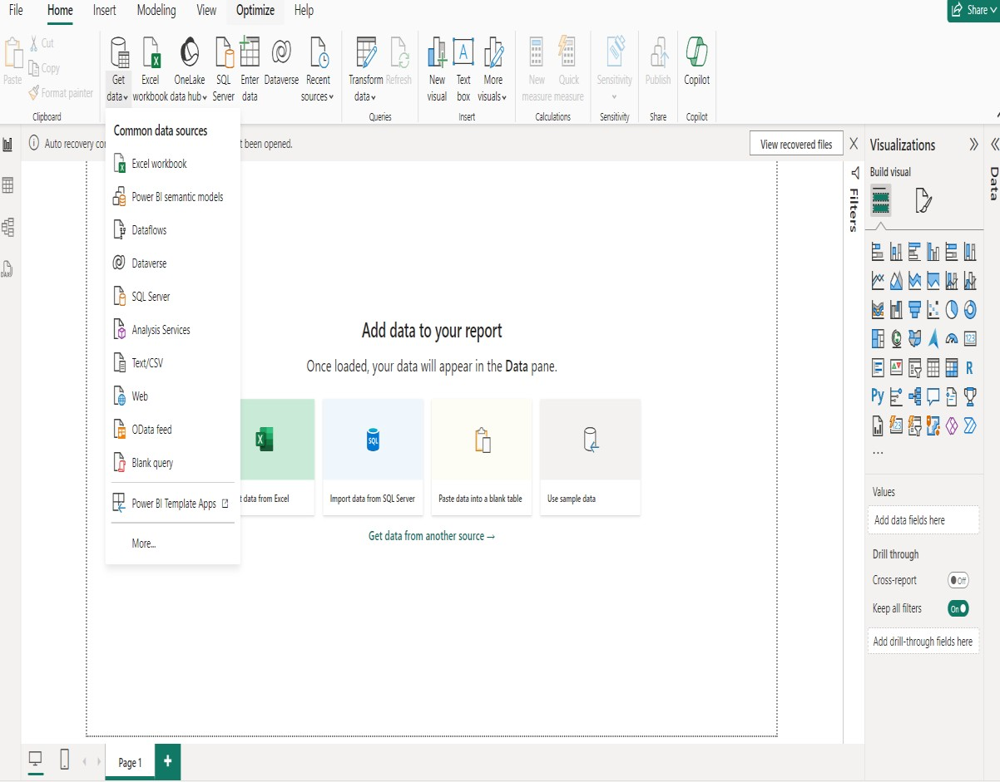 File Home Insert Modeling View Optimize Help
Share
Paste
Cut
Copy
Format painter
Clipboard
Get
data
Excel
workbook
OneLake
data hub
SQL
Server
Enter
data
Dataverse
Recent
sources
Transform
data
Refresh
Queries
New
visual
Text
box
More
visuals
Insert
New
measure
Quick
measure
Calculations
Sensitivity
Sensitivity
Publish
Share
Copilot
Copilot
Auto recovery con
t been opened.
View recovered files
Common data sources
Excel workbook
Power BI semantic models
Dataflows
Dataverse
SQL Server
Analysis Services
Text/CSV
Web
OData feed
Blank query
Power BI Template Apps
More...
Add data to your report
Once loaded, your data will appear in the Data pane.
SQL
t data from Excel
Import data from SQL Server
Paste data into a blank table
Use sample data
Get data from another source →
Filters
Visualizations
Build visual
123
R
Py
123
...
Values
Add data fields here
Drill through
Cross-report
Off
Keep all filters
On
Add drill-through fields here
Data
DAX
Page 1
+